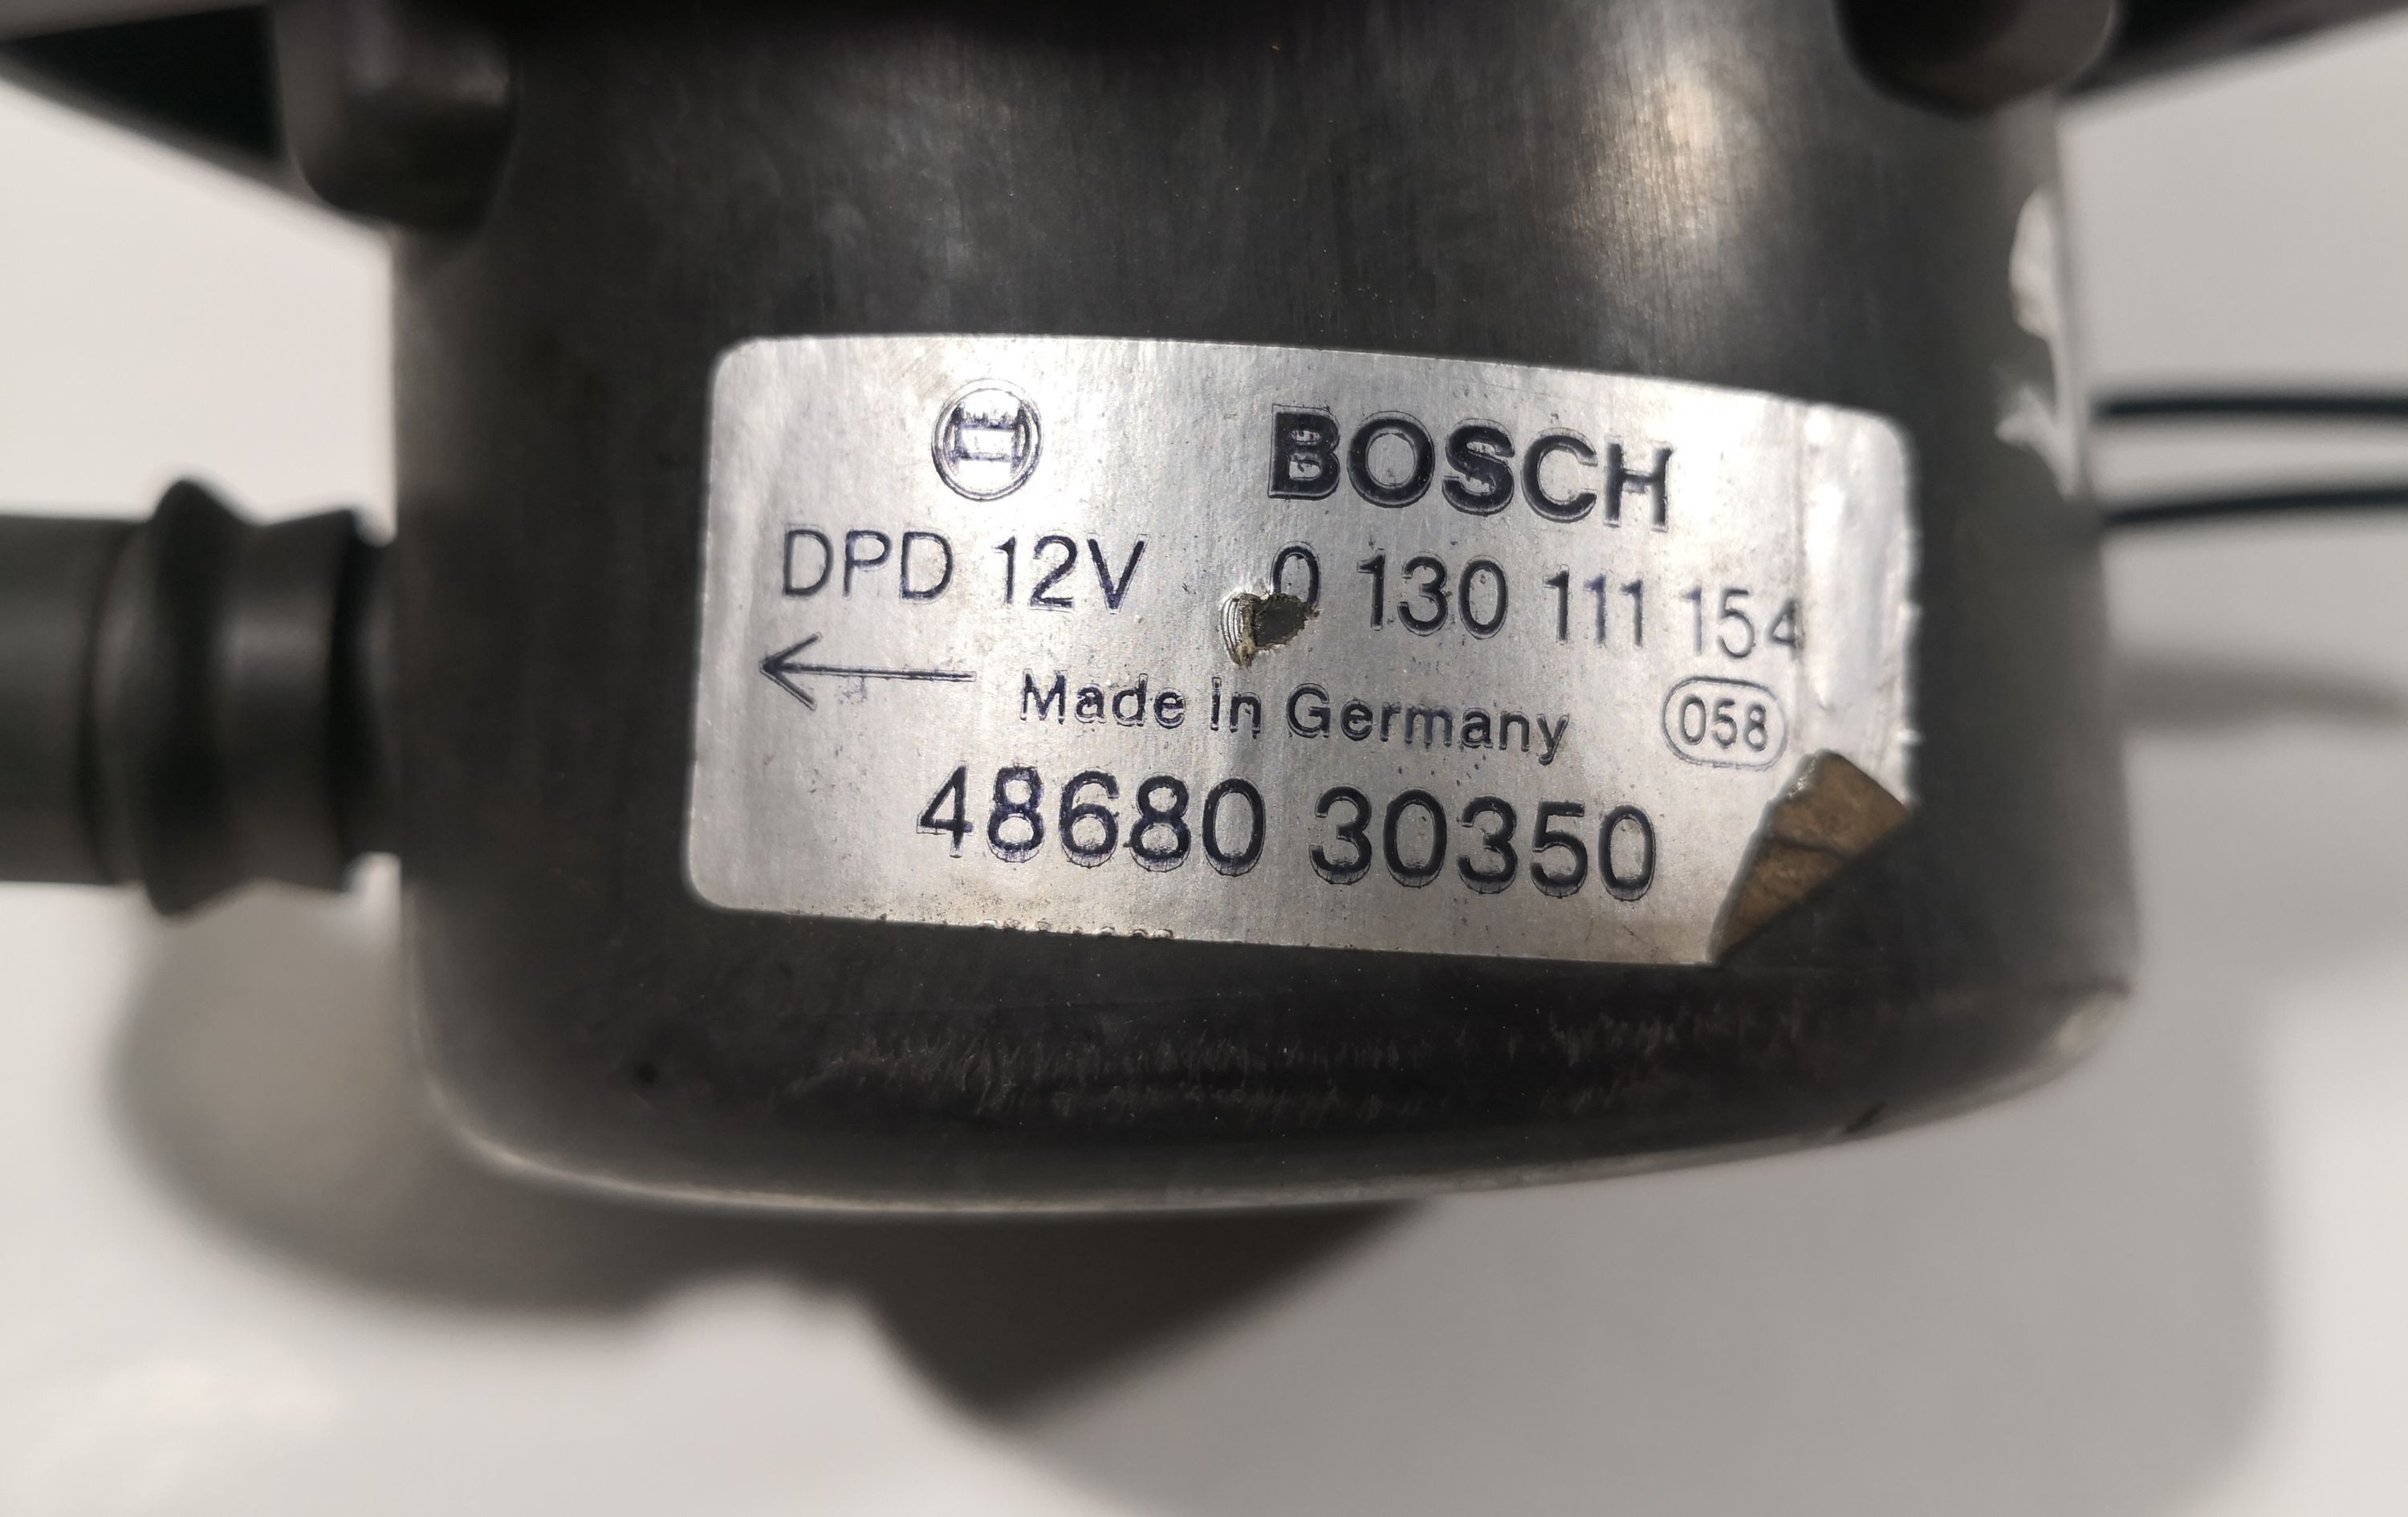 BOSCH
DPD 12V 0 130 111 154
Made in Germany 058
48680 30350